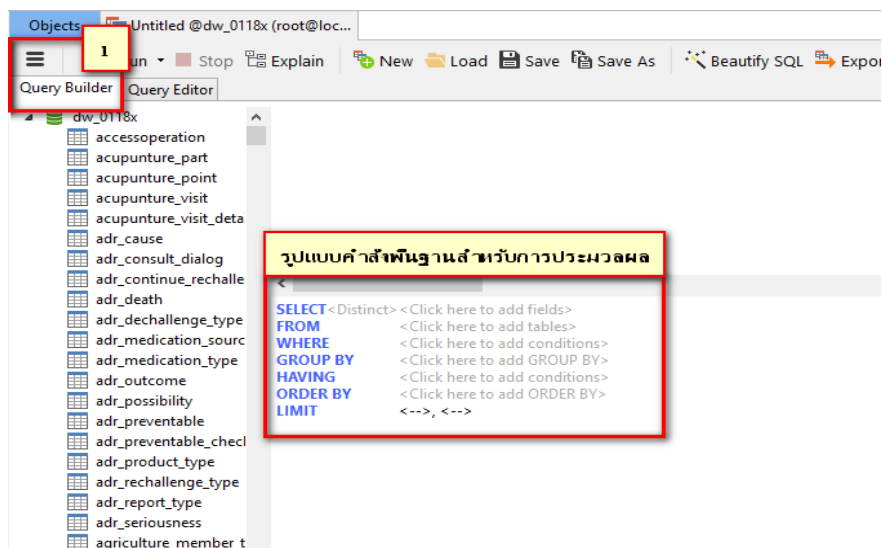 Objects Untitled @dw_0118x (root@loc...
1 un Stop Explain New Load Save Save As Beautify SQL Expor
Query Builder Query Editor
dw_0118x
accessoperation
acupunture_part
acupunture_point
acupunture_visit
acupunture_visit_deta
adr_cause
adr_consult_dialog
adr_continue_rechalle
adr_death
adr_dechallenge_type
adr_medication_sourc
adr_medication_type
adr_outcome
adr_possibility
adr_preventable
adr_preventable_checl
adr_product_type
adr_rechallenge_type
adr_report_type
adr_seriousness
agriculture_member_t
รูปแบบคำสั่งพื้นฐานสำหรับการประมวลผล
SELECT <Distinct> <Click here to add fields>
FROM <Click here to add tables>
WHERE <Click here to add conditions>
GROUP BY <Click here to add GROUP BY>
HAVING <Click here to add conditions>
ORDER BY <Click here to add ORDER BY>
LIMIT <-->, <-->